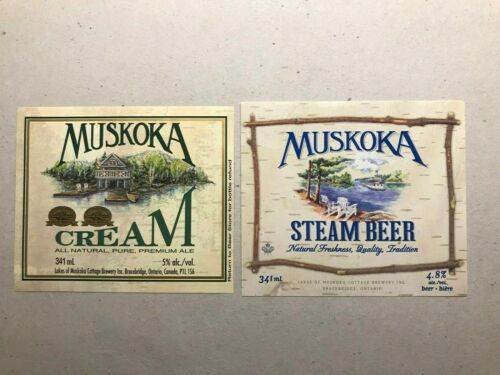 MUSKOKA
CREAM
ALL NATURAL, PURE, PREMIUM ALE
341 mL 5% alc./vol.
Lakes of Muskoka Cottage Brewery Inc. Bracebridge, Ontario, Canada, P1L 1S6
Return to Beer Store for bottle refund
MUSKOKA
STEAM BEER
Natural Freshness, Quality, Tradition
341 mL
4.8%
alc./vol.
beer - bière
LAKES OF MUSKOKA COTTAGE BREWERY INC.
BRACEBRIDGE, ONTARIO